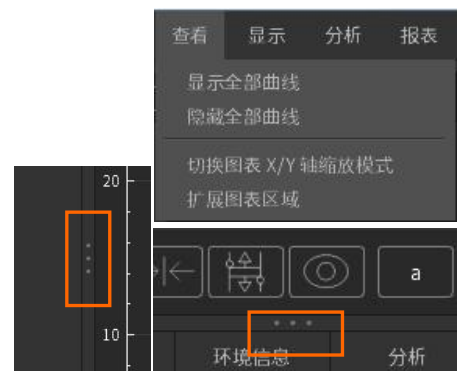 查看 显示 分析 报表
显示全部曲线
隐藏全部曲线
切换图表 X/Y 轴缩放模式
扩展图表区域
20
10
a
环境信息 分析